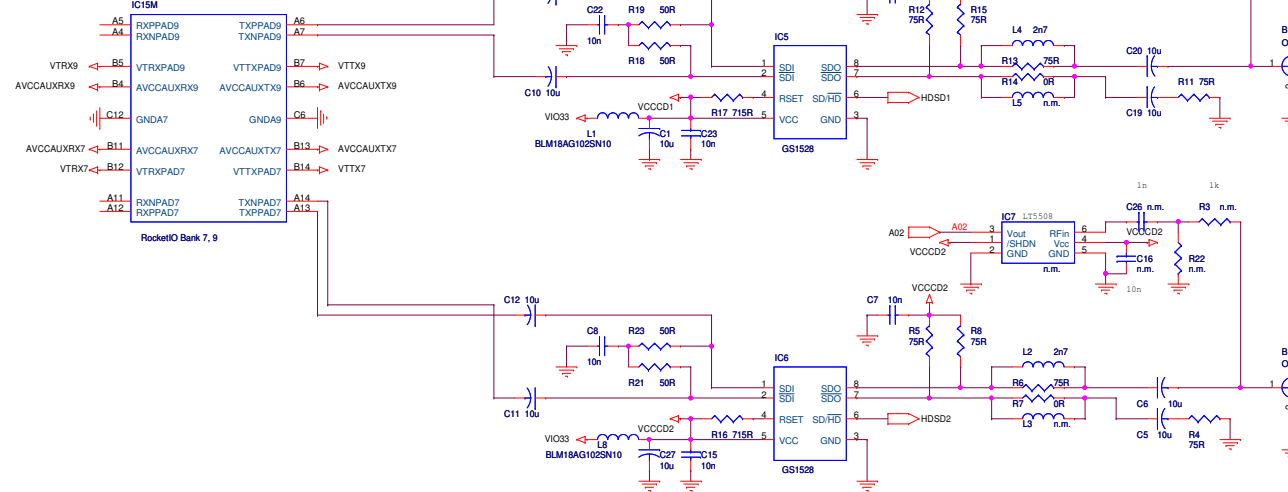 IC15M
A5 RXPPAD9 TXPPAD9 A6
A4 RXNPAD9 TXNPAD9 A7
VTRX9 B5 VTRXPAD9 VTTXPAD9 B7 VTTX9
AVCCAUXRX9 B4 AVCCAUXRX9 AVCCAUXTX9 B6 AVCCAUXTX9
C12 GNDA7 GNDA9 C6
AVCCAUXRX7 B11 AVCCAUXRX7 AVCCAUXTX7 B13 AVCCAUXTX7
VTRX7 B12 VTRXPAD7 VTTXPAD7 B14 VTTX7
A11 RXNPAD7 TXNPAD7 A14
A12 RXPPAD7 TXPPAD7 A13
RocketIO Bank 7, 9
C22 10n
R19 50R
R18 50R
C10 10u
VCCCD1
R17 715R
VIO33
L1
BLM18AG102SN10
C1 10u
C23 10n
IC5
1 SDI SDO 8
2 SDI SDO 7
4 RSET SD/HD 6
5 VCC GND 3
GS1528
HDSD1
R12 75R
R15 75R
L4 2n7
R13 75R
R14 0R
L5 n.m.
C20 10u
C19 10u
R11 75R
1
B
O
1n
1k
C26 n.m.
R3 n.m.
IC7 LT5508
A02 A02
3 Vout RFin 6
1 /SHDN Vcc 4
2 GND GND 5
n.m.
VCCCD2
VCCCD2
C16 n.m.
10n
R22 n.m.
C12 10u
C8 10n
R23 50R
R21 50R
C11 10u
VCCCD2
R16 715R
VIO33
L8
BLM18AG102SN10
C27 10u
C15 10n
IC6
1 SDI SDO 8
2 SDI SDO 7
4 RSET SD/HD 6
5 VCC GND 3
GS1528
HDSD2
VCCCD2
C7 10n
R5 75R
R8 75R
L2 2n7
R6 75R
R7 0R
L3 n.m.
C6 10u
C5 10u
R4 75R
1
B
O